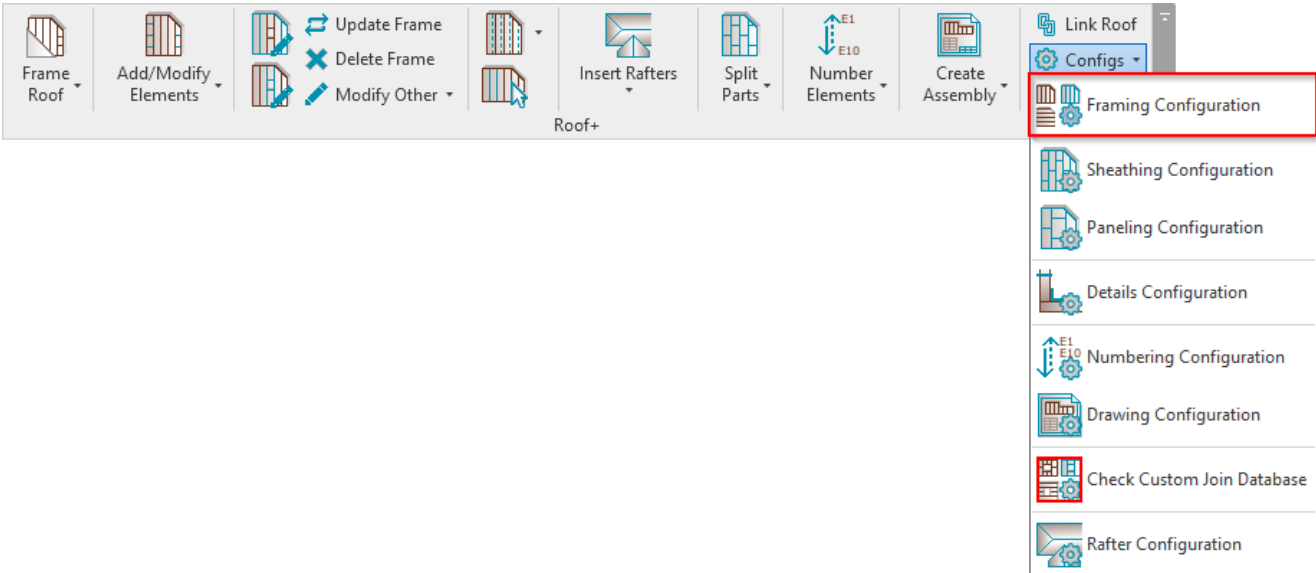 Frame
Roof
Add/Modify
Elements
Update Frame
Delete Frame
Modify Other
Insert Rafters
Split
Parts
E1
E10
Number
Elements
Create
Assembly
Link Roof
Configs
Roof+
Framing Configuration
Sheathing Configuration
Paneling Configuration
Details Configuration
E1
E10
Numbering Configuration
Drawing Configuration
Check Custom Join Database
Rafter Configuration